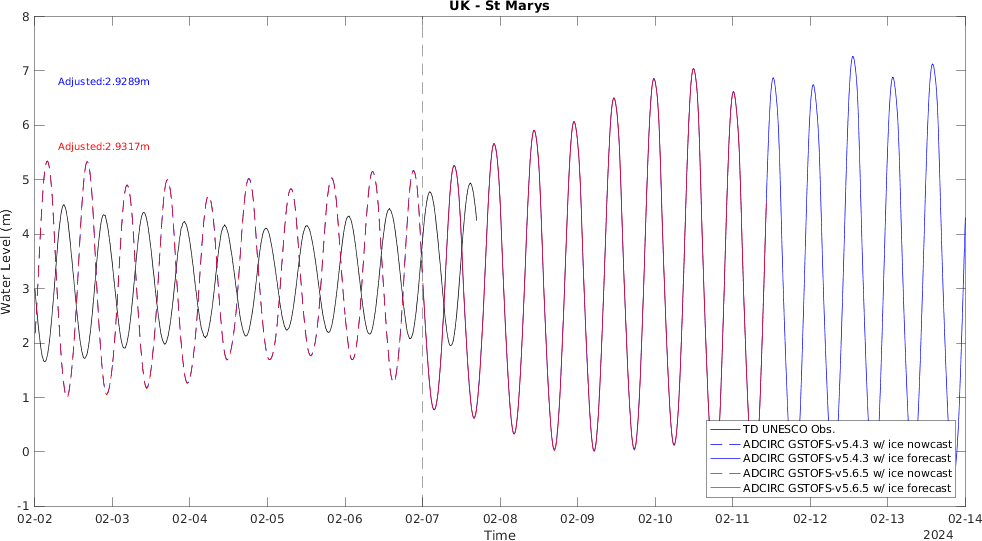 UK - St Marys
8
7
6
5
4
3
2
1
0
-1
Water Level (m)
Adjusted:2.9289m
Adjusted:2.9317m
TD UNESCO Obs.
ADCIRC GSTOFS-v5.4.3 w/ ice nowcast
ADCIRC GSTOFS-v5.4.3 w/ ice forecast
ADCIRC GSTOFS-v5.6.5 w/ ice nowcast
ADCIRC GSTOFS-v5.6.5 w/ ice forecast
02-02 02-03 02-04 02-05 02-06 02-07 02-08 02-09 02-10 02-11 02-12 02-13 02-14
Time
2024